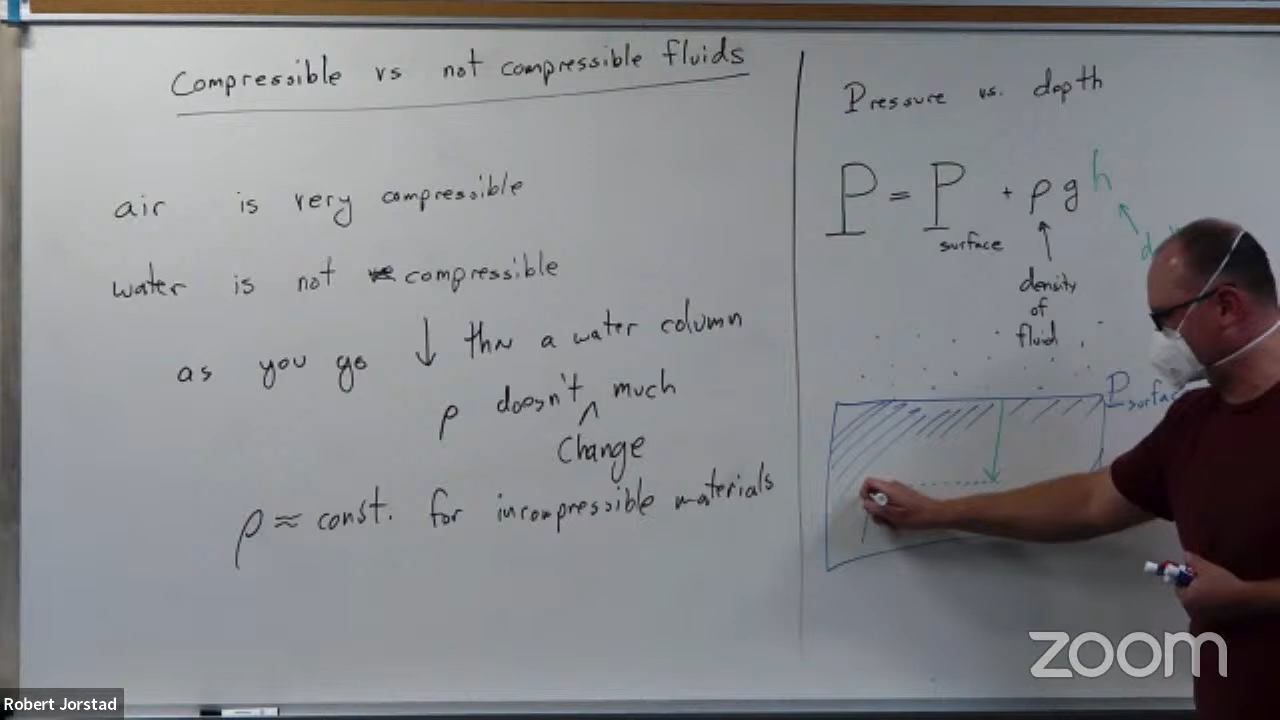 Compressible vs not compressible fluids
air is very compressible
water is not compressible
as you go ↓ thru a water column
ρ doesn't ^ much
Change
ρ ≈ const. for incompressible materials
Pressure vs. depth
P = P surface + ρ g h
density
of
fluid
P surface
zoom
Robert Jorstad